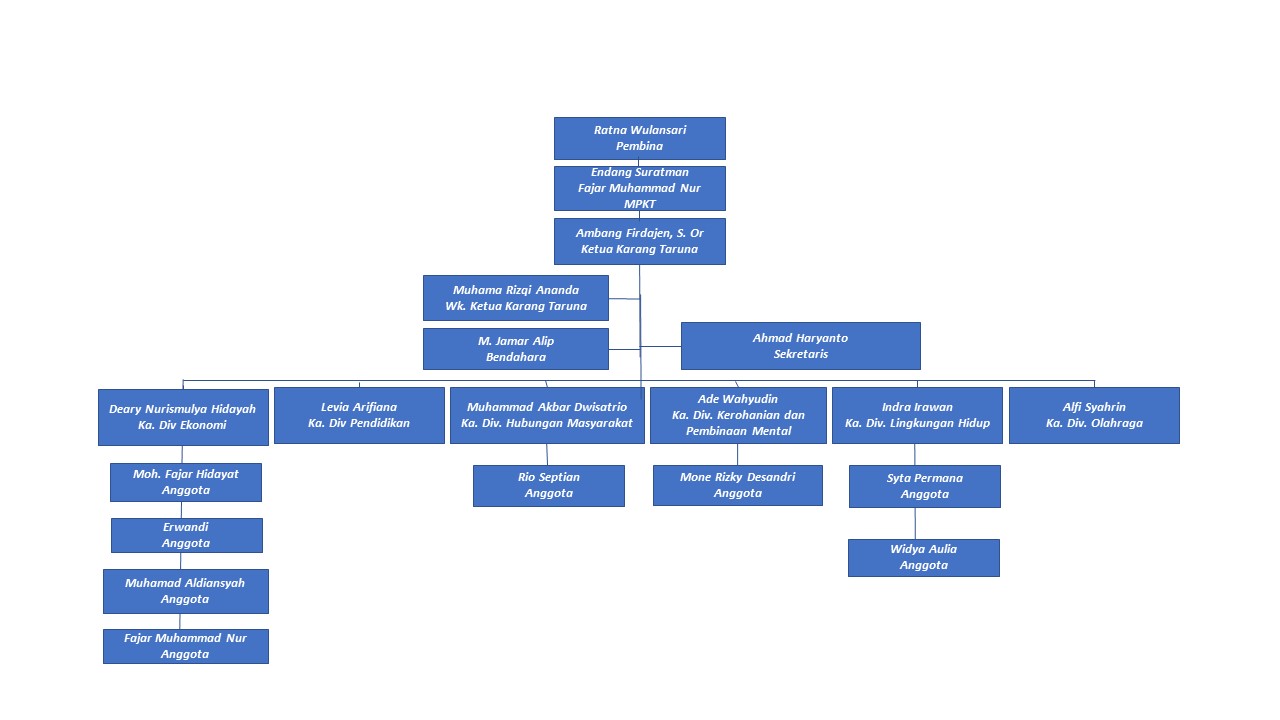 Ratna Wulansari
Pembina
Endang Suratman
Fajar Muhammad Nur
MPKT
Ambang Firdajen, S. Or
Ketua Karang Taruna
Muhama Rizqi Ananda
Wk. Ketua Karang Taruna
M. Jamar Alip
Bendahara
Ahmad Haryanto
Sekretaris
Deary Nurismulya Hidayah
Ka. Div Ekonomi
Levia Arifiana
Ka. Div Pendidikan
Muhammad Akbar Dwisatrio
Ka. Div. Hubungan Masyarakat
Ade Wahyudin
Ka. Div. Kerohanian dan
Pembinaan Mental
Indra Irawan
Ka. Div. Lingkungan Hidup
Alfi Syahrin
Ka. Div. Olahraga
Moh. Fajar Hidayat
Anggota
Rio Septian
Anggota
Mone Rizky Desandri
Anggota
Syta Permana
Anggota
Erwandi
Anggota
Widya Aulia
Anggota
Muhamad Aldiansyah
Anggota
Fajar Muhammad Nur
Anggota